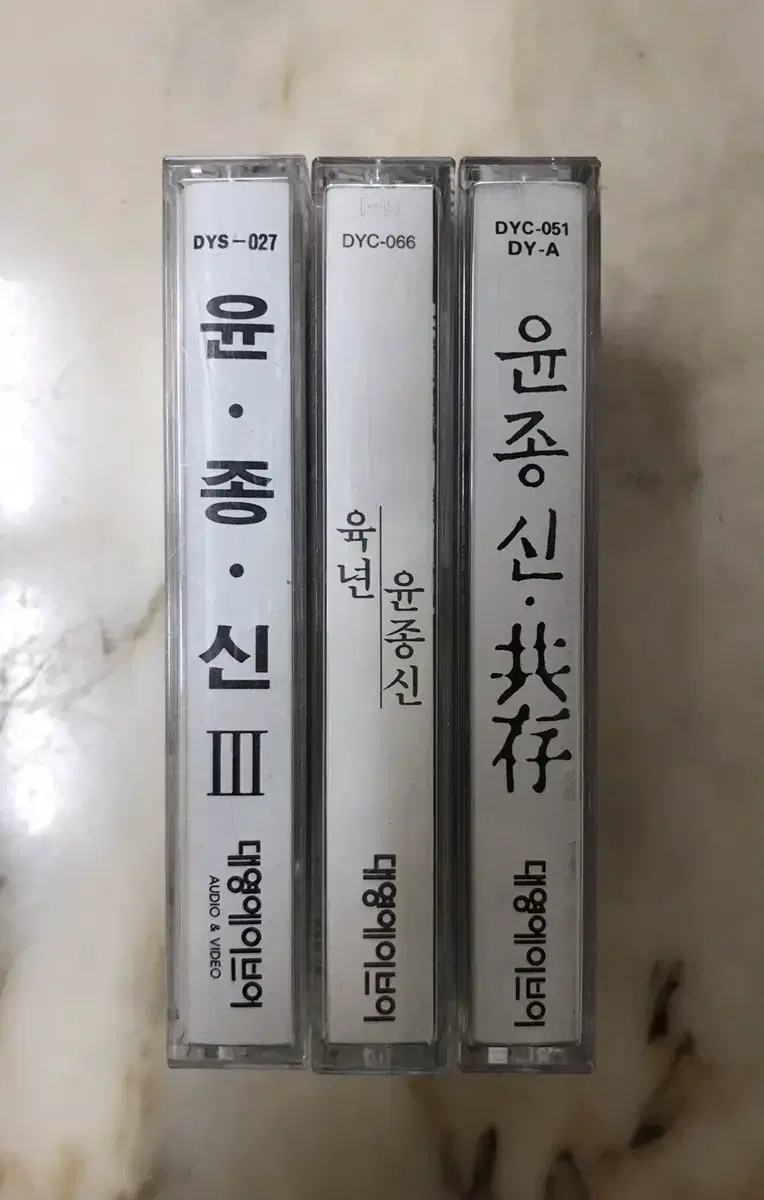 DYS-027
윤·종·신 III
대영에이브이
AUDIO & VIDEO
DYC-066
육년
윤종신
대영에이브이
DYC-051
DY-A
윤종신·共存
대영에이브이